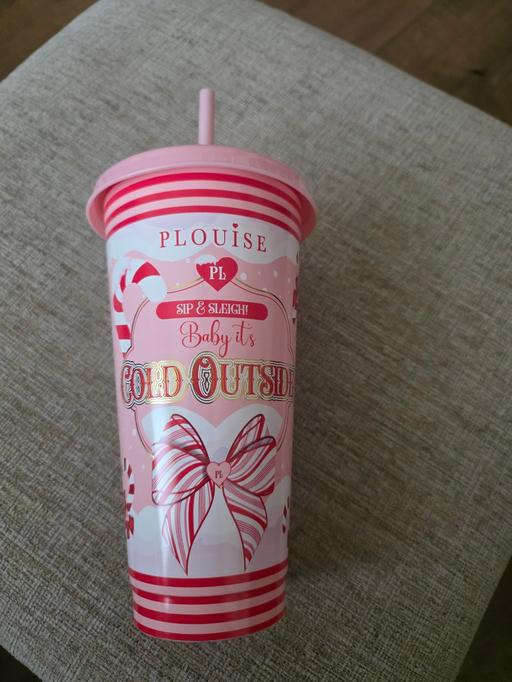 PLOUISE
PL
SIP & SLEIGH!
Baby it's
COLD OUTSIDE
PL